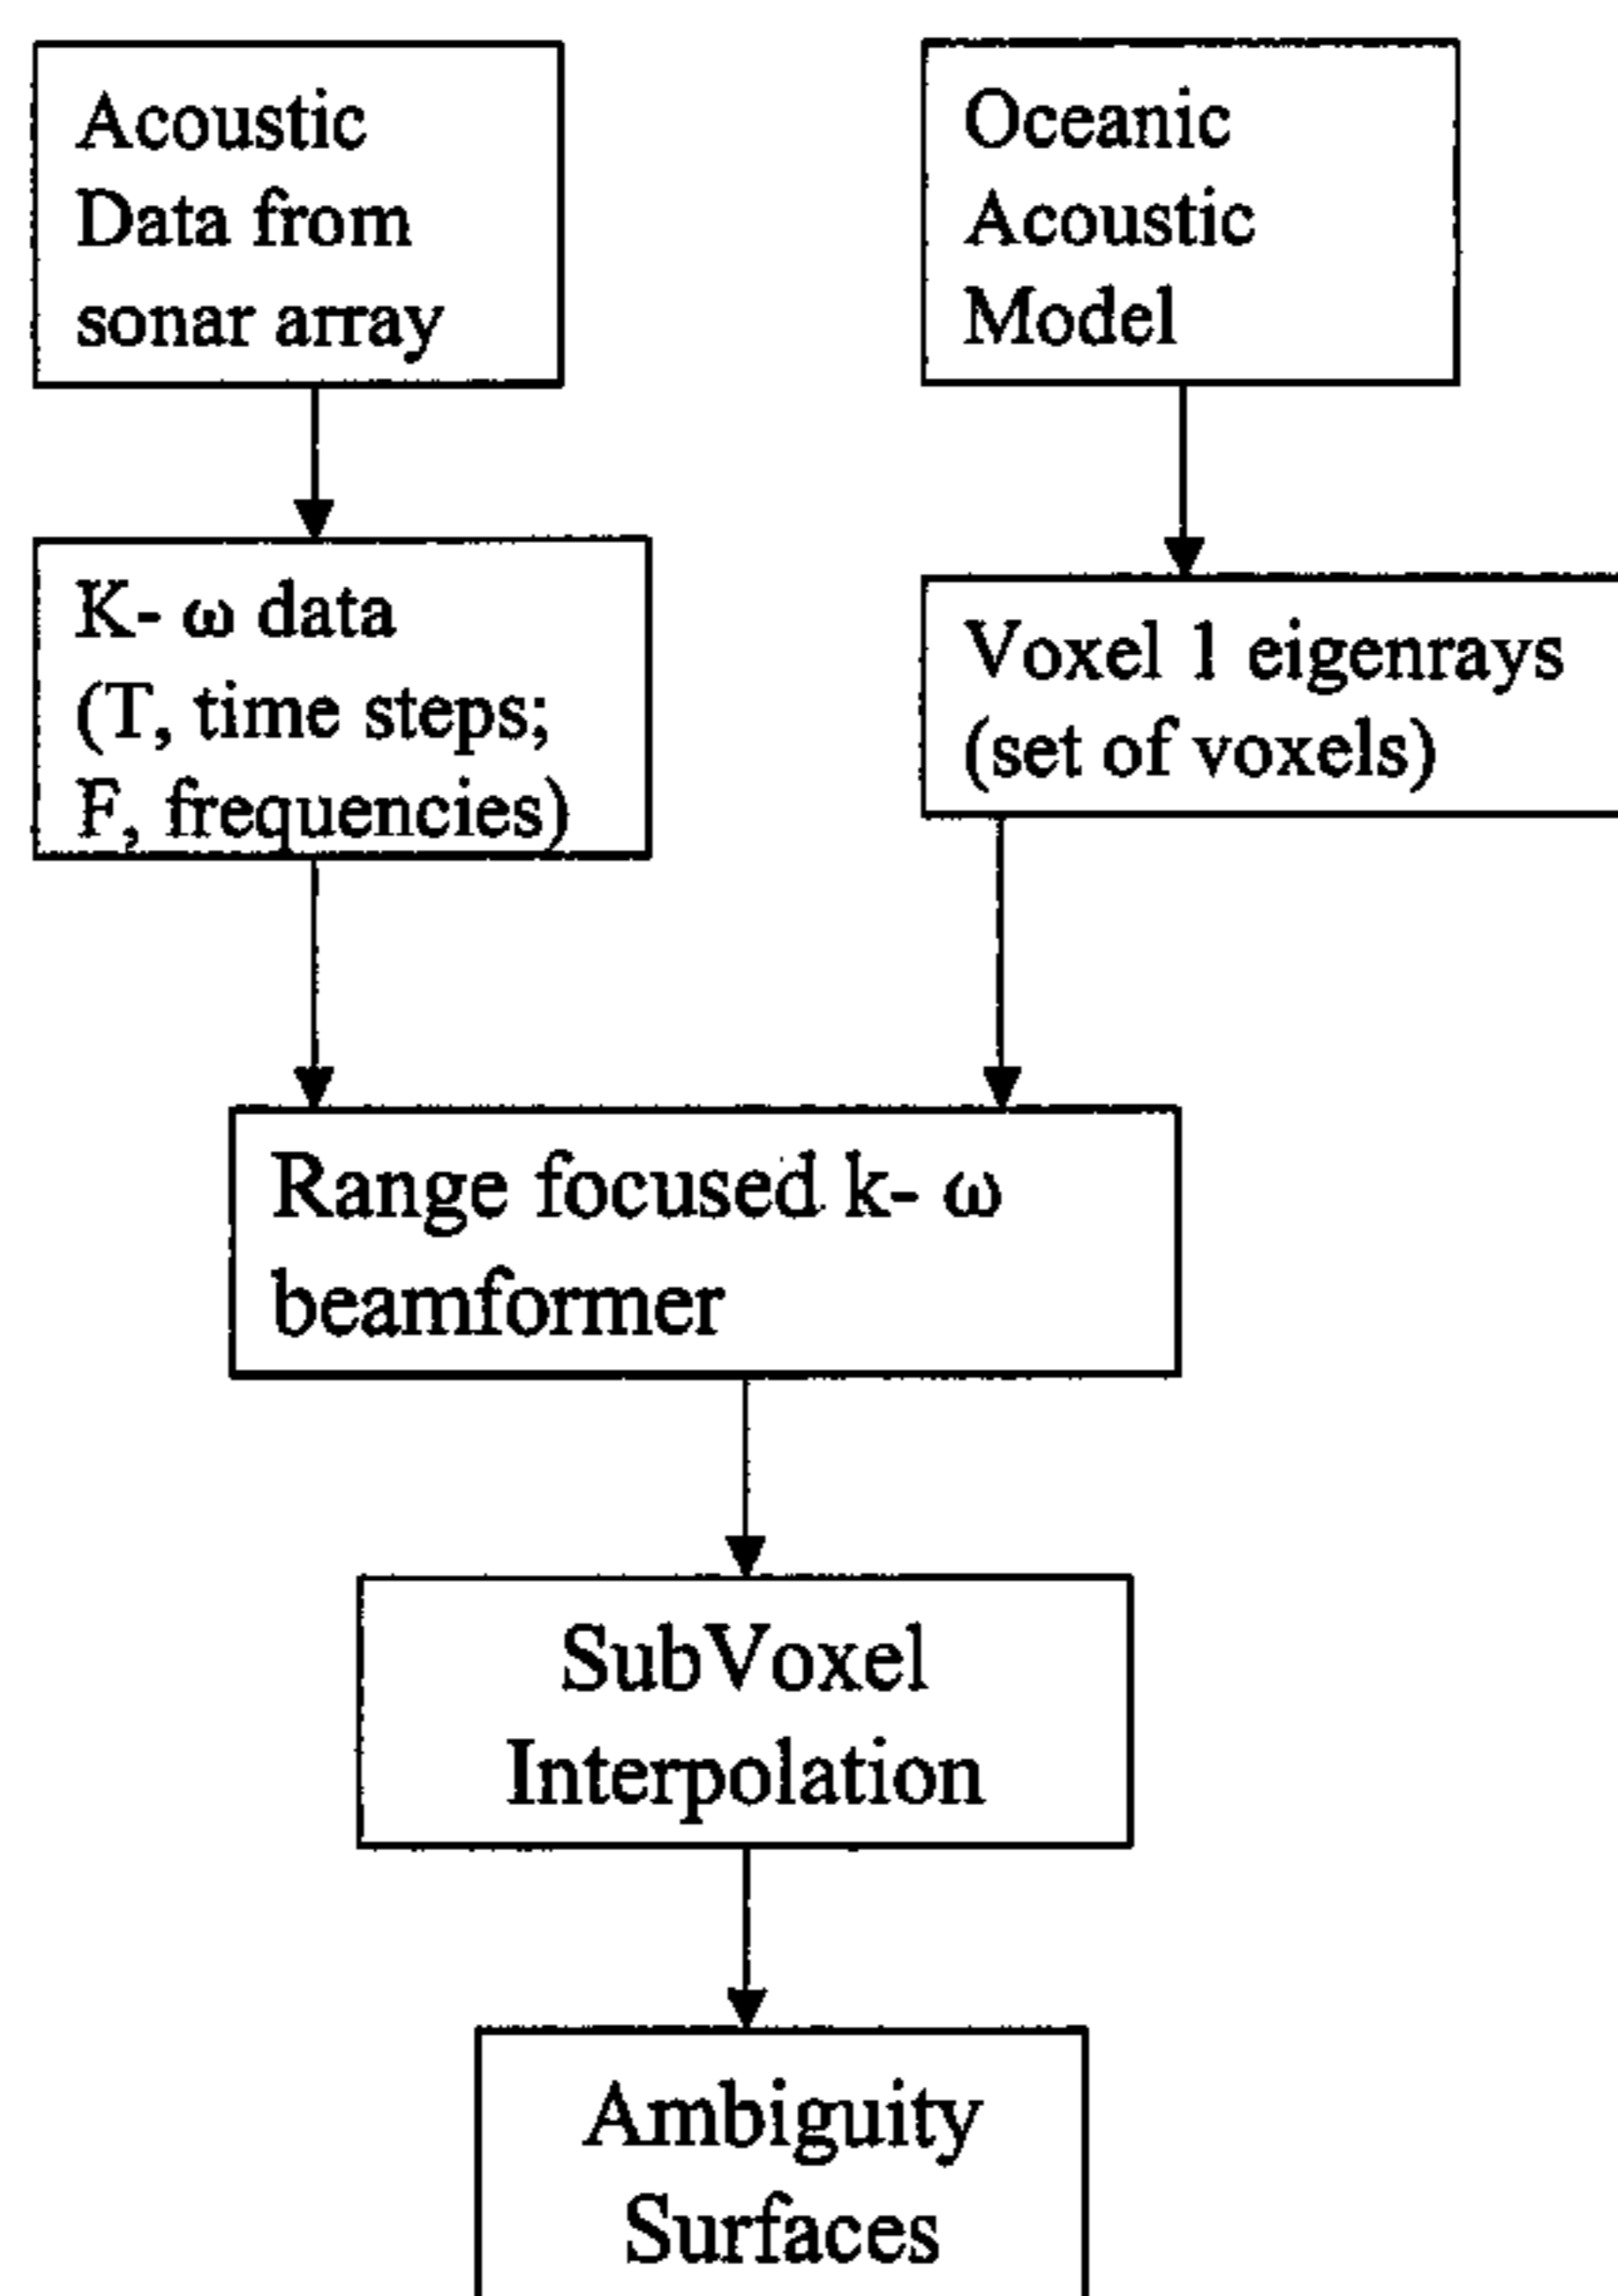 Acoustic
Data from
sonar array
Oceanic
Acoustic
Model
K- ω data
(T, time steps;
F, frequencies)
Voxel 1 eigenrays
(set of voxels)
Range focused k- ω
beamformer
SubVoxel
Interpolation
Ambiguity
Surfaces